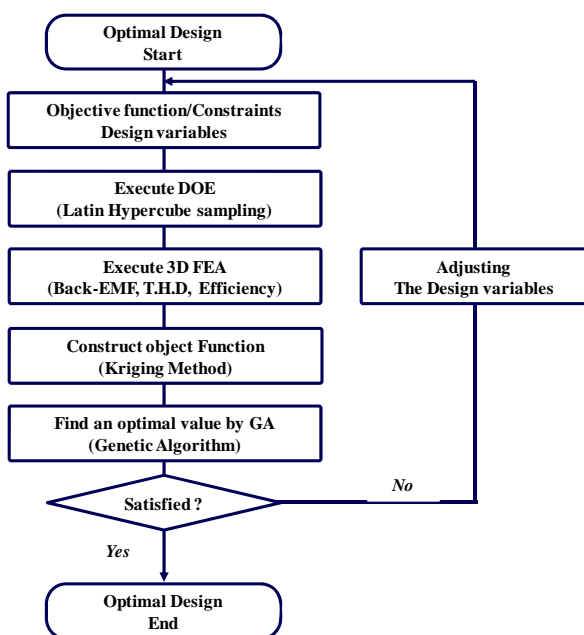 Optimal Design
Start
Objective function/Constraints
Design variables
Execute DOE
(Latin Hypercube sampling)
Execute 3D FEA
(Back-EMF, T.H.D, Efficiency)
Adjusting
The Design variables
Construct object Function
(Kriging Method)
Find an optimal value by GA
(Genetic Algorithm)
Satisfied ?
No
Yes
Optimal Design
End